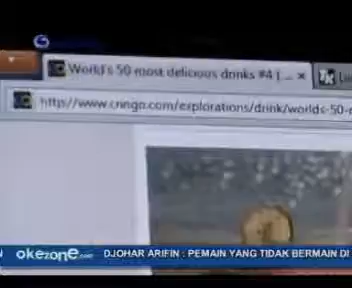 World's 50 most delicious drinks #4 | ...
http://www.cnngo.com/explorations/drink/worlds-50-
okezone.com DJOHAR ARIFIN : PEMAIN YANG TIDAK BERMAIN DI